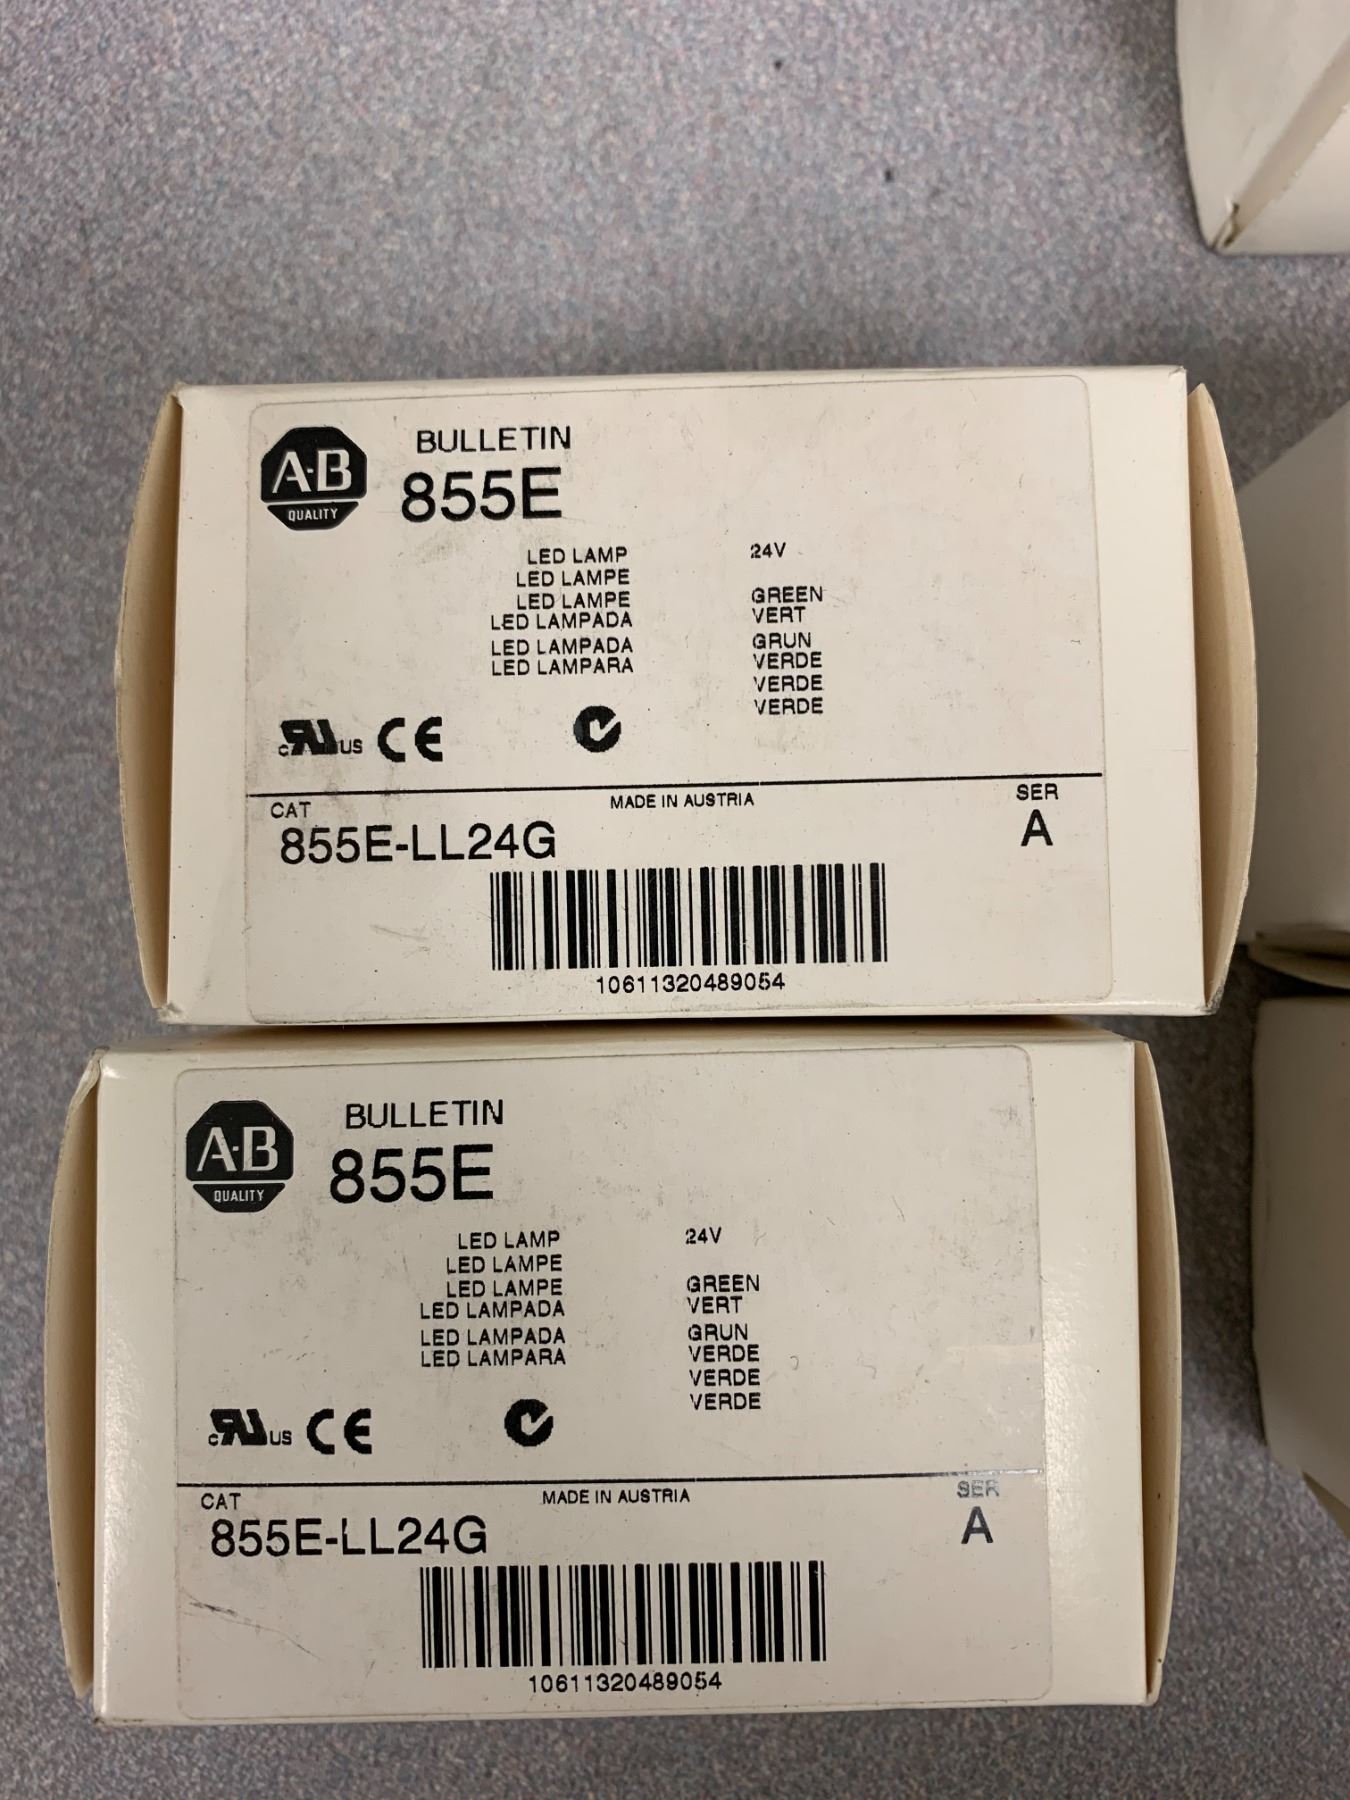 A-B
QUALITY
BULLETIN
855E
LED LAMP 24V
LED LAMPE
LED LAMPE GREEN
LED LAMPADA VERT
LED LAMPADA GRUN
LED LAMPARA VERDE
VERDE
VERDE
c US CE
CAT MADE IN AUSTRIA SER
855E-LL24G A
10611320489054
A-B
QUALITY
BULLETIN
855E
LED LAMP 24V
LED LAMPE
LED LAMPE GREEN
LED LAMPADA VERT
LED LAMPADA GRUN
LED LAMPARA VERDE
VERDE
VERDE
c US CE
CAT MADE IN AUSTRIA SER
855E-LL24G A
10611320489054